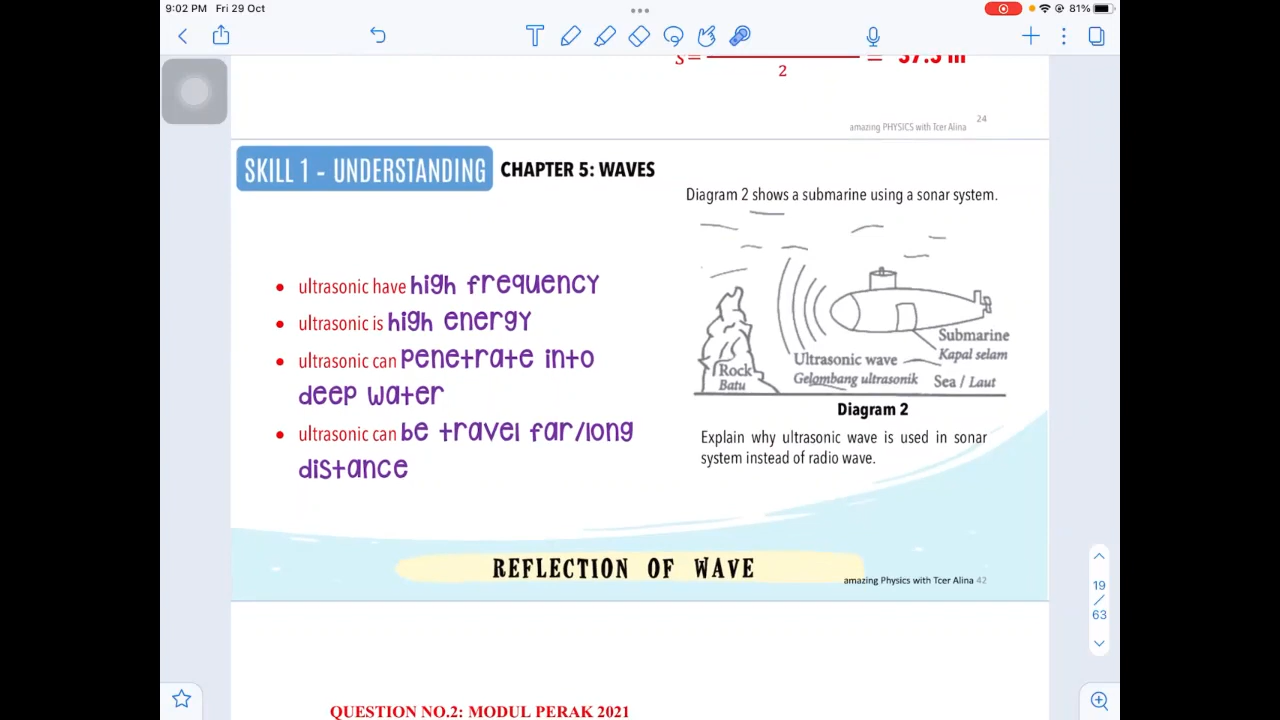 9:02 PM Fri 29 Oct
81%
s= = 37.5 m
2
amazing PHYSICS with Tcer Alina 24
SKILL 1 - UNDERSTANDING
CHAPTER 5: WAVES
Diagram 2 shows a submarine using a sonar system.
• ultrasonic have high frequency
• ultrasonic is high energy
• ultrasonic can penetrate into
deep water
• ultrasonic can be travel far/long
distance
Submarine
Kapal selam
Ultrasonic wave
Gelombang ultrasonik
Rock
Batu
Sea / Laut
Diagram 2
Explain why ultrasonic wave is used in sonar
system instead of radio wave.
REFLECTION OF WAVE
amazing Physics with Tcer Alina 42
19
/
63
QUESTION NO.2: MODUL PERAK 2021